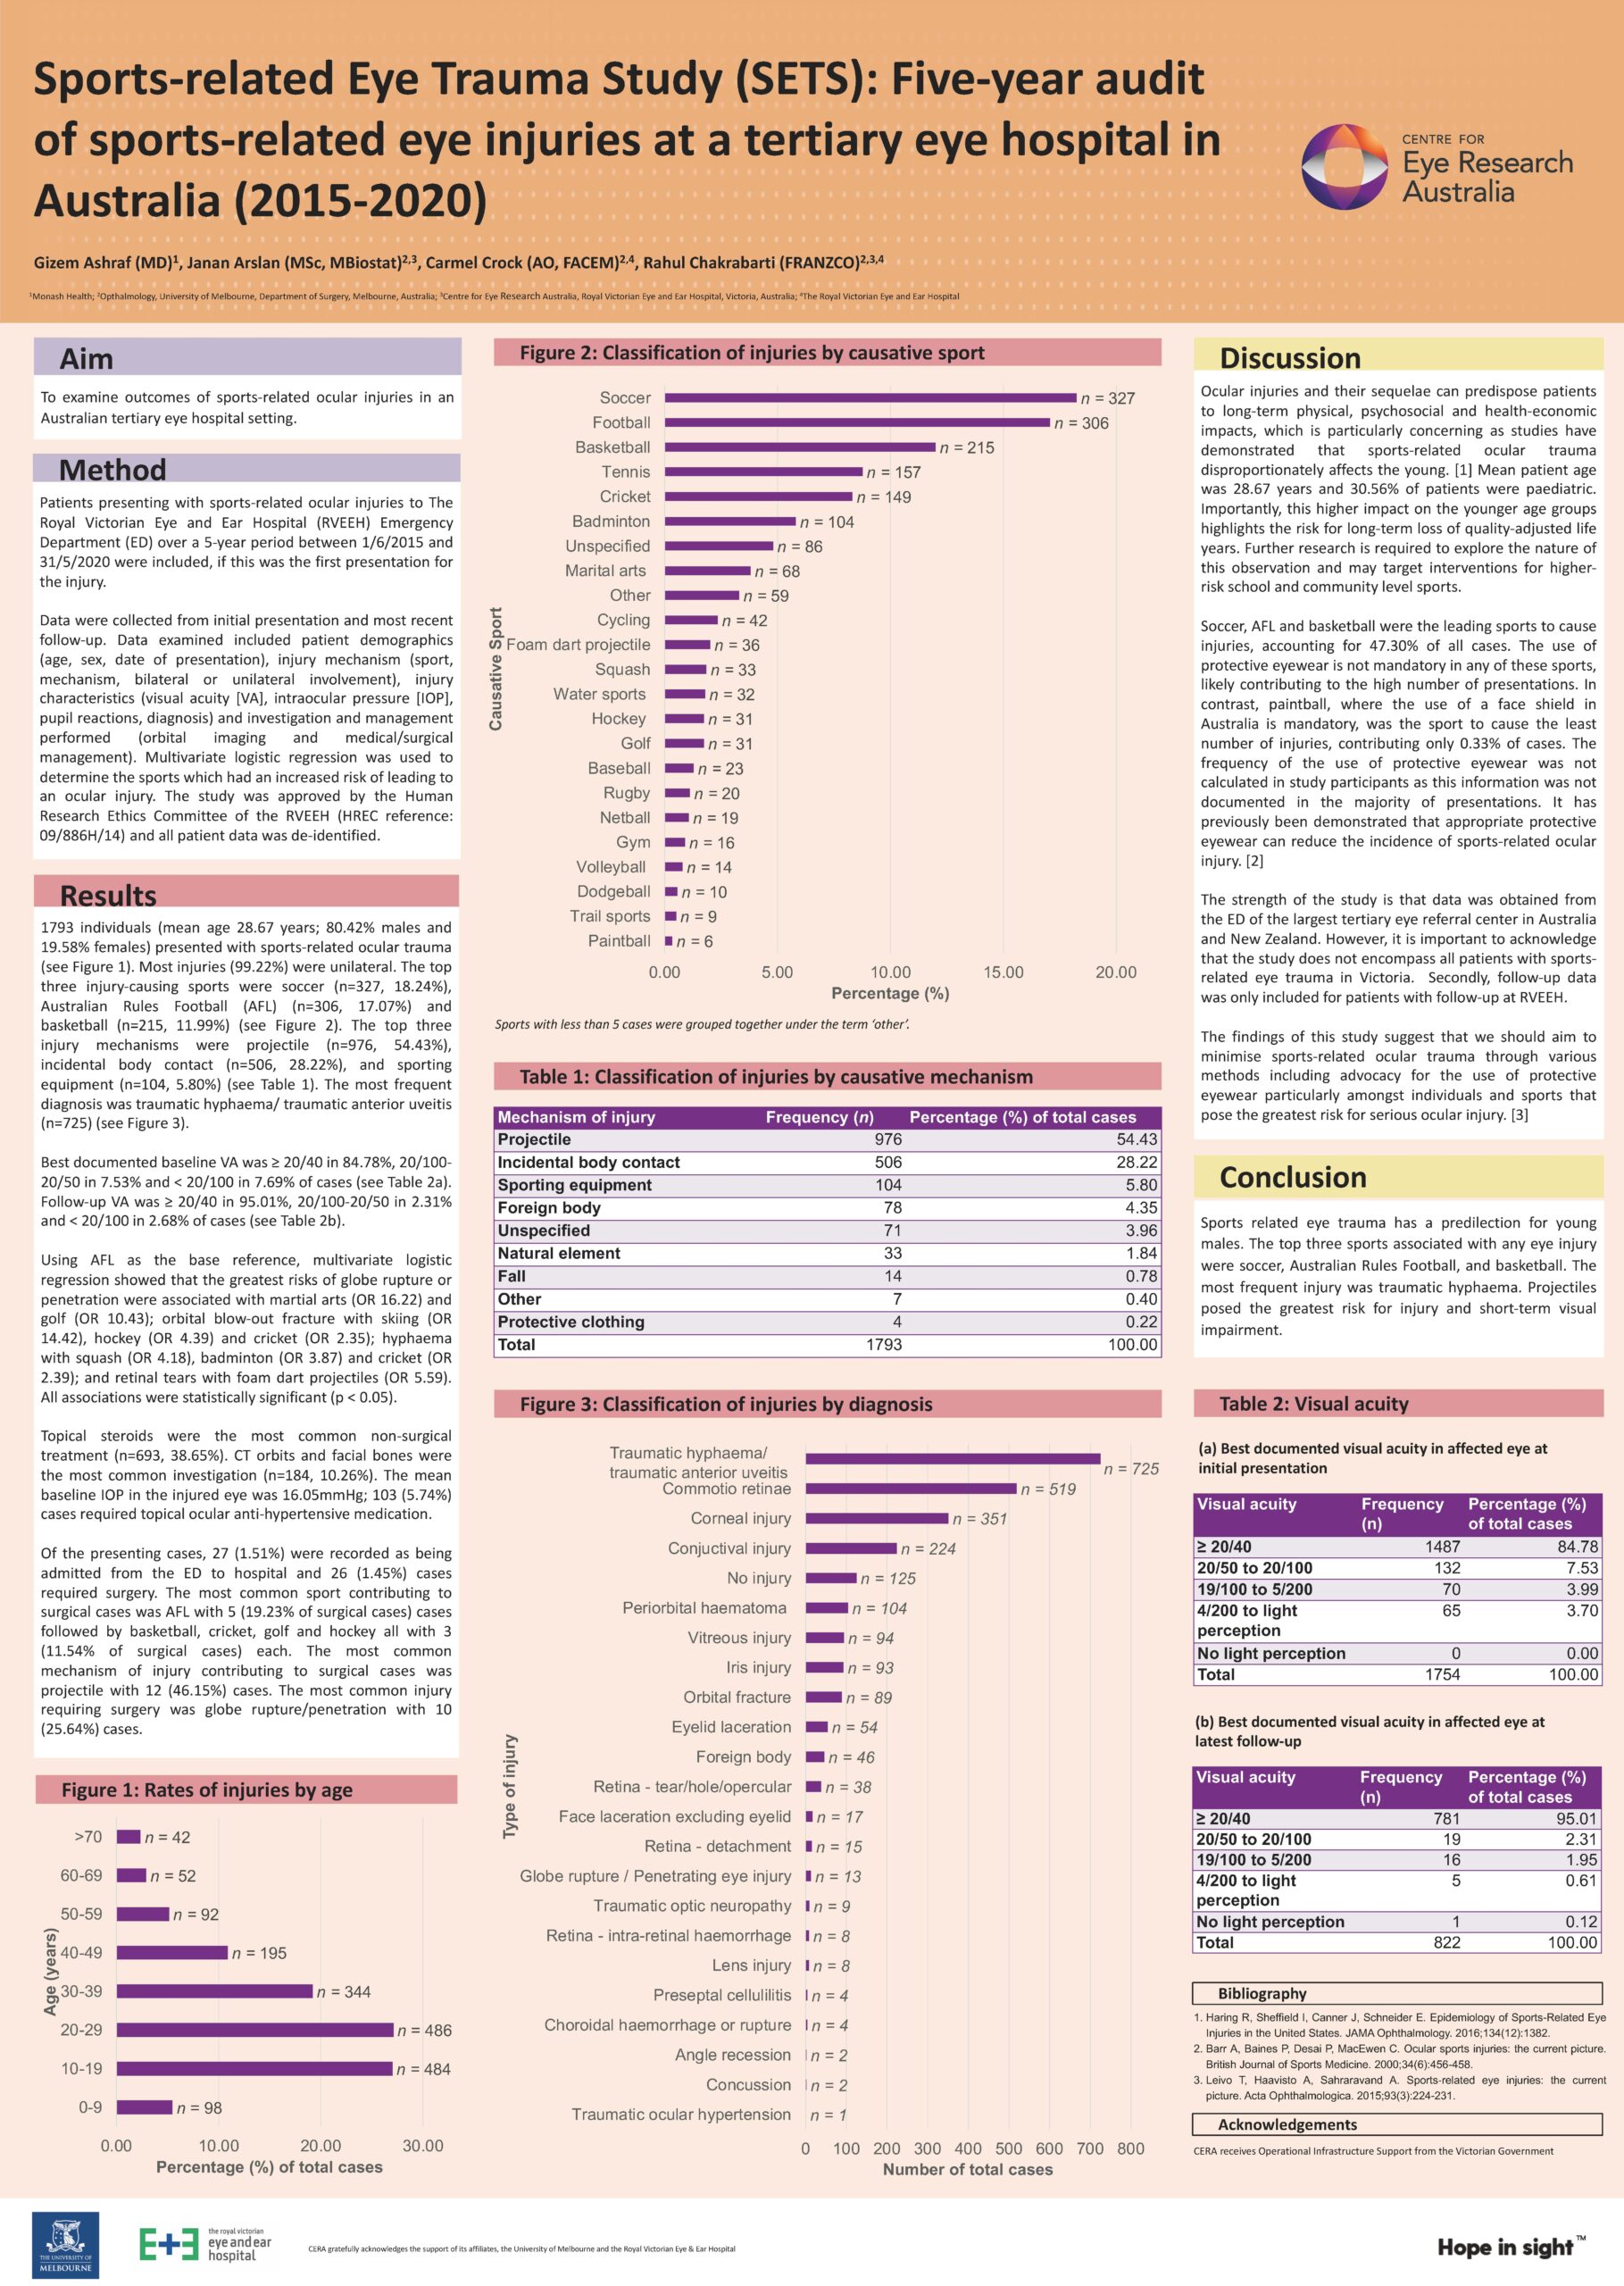 Sports-related Eye Trauma Study (SETS): Five-year audit
of sports-related eye injuries at a tertiary eye hospital in
Australia (2015-2020)
CENTRE FOR
Eye Research
Australia
Gizem Ashraf (MD)¹, Janan Arslan (MSc, MBiostat)²,³, Carmel Crock (AO, FACEM)²,⁴, Rahul Chakrabarti (FRANZCO)²,³,⁴
¹Monash Health; ²Opthalmology, University of Melbourne, Department of Surgery, Melbourne, Australia; ³Centre for Eye Research Australia, Royal Victorian Eye and Ear Hospital, Victoria, Australia; ⁴The Royal Victorian Eye and Ear Hospital
Aim
To examine outcomes of sports-related ocular injuries in an
Australian tertiary eye hospital setting.
Method
Patients presenting with sports-related ocular injuries to The
Royal Victorian Eye and Ear Hospital (RVEEH) Emergency
Department (ED) over a 5-year period between 1/6/2015 and
31/5/2020 were included, if this was the first presentation for
the injury.
Data were collected from initial presentation and most recent
follow-up. Data examined included patient demographics
(age, sex, date of presentation), injury mechanism (sport,
mechanism, bilateral or unilateral involvement), injury
characteristics (visual acuity [VA], intraocular pressure [IOP],
pupil reactions, diagnosis) and investigation and management
performed (orbital imaging and medical/surgical
management). Multivariate logistic regression was used to
determine the sports which had an increased risk of leading to
an ocular injury. The study was approved by the Human
Research Ethics Committee of the RVEEH (HREC reference:
09/886H/14) and all patient data was de-identified.
Results
1793 individuals (mean age 28.67 years; 80.42% males and
19.58% females) presented with sports-related ocular trauma
(see Figure 1). Most injuries (99.22%) were unilateral. The top
three injury-causing sports were soccer (n=327, 18.24%),
Australian Rules Football (AFL) (n=306, 17.07%) and
basketball (n=215, 11.99%) (see Figure 2). The top three
injury mechanisms were projectile (n=976, 54.43%),
incidental body contact (n=506, 28.22%), and sporting
equipment (n=104, 5.80%) (see Table 1). The most frequent
diagnosis was traumatic hyphaema/ traumatic anterior uveitis
(n=725) (see Figure 3).
Best documented baseline VA was ≥ 20/40 in 84.78%, 20/100-
20/50 in 7.53% and < 20/100 in 7.69% of cases (see Table 2a).
Follow-up VA was ≥ 20/40 in 95.01%, 20/100-20/50 in 2.31%
and < 20/100 in 2.68% of cases (see Table 2b).
Using AFL as the base reference, multivariate logistic
regression showed that the greatest risks of globe rupture or
penetration were associated with martial arts (OR 16.22) and
golf (OR 10.43); orbital blow-out fracture with skiing (OR
14.42), hockey (OR 4.39) and cricket (OR 2.35); hyphaema
with squash (OR 4.18), badminton (OR 3.87) and cricket (OR
2.39); and retinal tears with foam dart projectiles (OR 5.59).
All associations were statistically significant (p < 0.05).
Topical steroids were the most common non-surgical
treatment (n=693, 38.65%). CT orbits and facial bones were
the most common investigation (n=184, 10.26%). The mean
baseline IOP in the injured eye was 16.05mmHg; 103 (5.74%)
cases required topical ocular anti-hypertensive medication.
Of the presenting cases, 27 (1.51%) were recorded as being
admitted from the ED to hospital and 26 (1.45%) cases
required surgery. The most common sport contributing to
surgical cases was AFL with 5 (19.23% of surgical cases) cases
followed by basketball, cricket, golf and hockey all with 3
(11.54% of surgical cases) each. The most common
mechanism of injury contributing to surgical cases was
projectile with 12 (46.15%) cases. The most common injury
requiring surgery was globe rupture/penetration with 10
(25.64%) cases.
Figure 1: Rates of injuries by age
Age (years)
>70 n = 42
60-69 n = 52
50-59 n = 92
40-49 n = 195
30-39 n = 344
20-29 n = 486
10-19 n = 484
0-9 n = 98
0.00 10.00 20.00 30.00
Percentage (%) of total cases
Figure 2: Classification of injuries by causative sport
Causative Sport
Soccer n = 327
Football n = 306
Basketball n = 215
Tennis n = 157
Cricket n = 149
Badminton n = 104
Unspecified n = 86
Marital arts n = 68
Other n = 59
Cycling n = 42
Foam dart projectile n = 36
Squash n = 33
Water sports n = 32
Hockey n = 31
Golf n = 31
Baseball n = 23
Rugby n = 20
Netball n = 19
Gym n = 16
Volleyball n = 14
Dodgeball n = 10
Trail sports n = 9
Paintball n = 6
0.00 5.00 10.00 15.00 20.00
Percentage (%)
Sports with less than 5 cases were grouped together under the term ‘other’.
Table 1: Classification of injuries by causative mechanism
Mechanism of injury Frequency (n) Percentage (%) of total cases
Projectile 976 54.43
Incidental body contact 506 28.22
Sporting equipment 104 5.80
Foreign body 78 4.35
Unspecified 71 3.96
Natural element 33 1.84
Fall 14 0.78
Other 7 0.40
Protective clothing 4 0.22
Total 1793 100.00
Figure 3: Classification of injuries by diagnosis
Type of injury
Traumatic hyphaema/
traumatic anterior uveitis n = 725
Commotio retinae n = 519
Corneal injury n = 351
Conjuctival injury n = 224
No injury n = 125
Periorbital haematoma n = 104
Vitreous injury n = 94
Iris injury n = 93
Orbital fracture n = 89
Eyelid laceration n = 54
Foreign body n = 46
Retina - tear/hole/opercular n = 38
Face laceration excluding eyelid n = 17
Retina - detachment n = 15
Globe rupture / Penetrating eye injury n = 13
Traumatic optic neuropathy n = 9
Retina - intra-retinal haemorrhage n = 8
Lens injury n = 8
Preseptal cellulilitis n = 4
Choroidal haemorrhage or rupture n = 4
Angle recession n = 2
Concussion n = 2
Traumatic ocular hypertension n = 1
0 100 200 300 400 500 600 700 800
Number of total cases
Discussion
Ocular injuries and their sequelae can predispose patients
to long-term physical, psychosocial and health-economic
impacts, which is particularly concerning as studies have
demonstrated that sports-related ocular trauma
disproportionately affects the young. [1] Mean patient age
was 28.67 years and 30.56% of patients were paediatric.
Importantly, this higher impact on the younger age groups
highlights the risk for long-term loss of quality-adjusted life
years. Further research is required to explore the nature of
this observation and may target interventions for higher-
risk school and community level sports.
Soccer, AFL and basketball were the leading sports to cause
injuries, accounting for 47.30% of all cases. The use of
protective eyewear is not mandatory in any of these sports,
likely contributing to the high number of presentations. In
contrast, paintball, where the use of a face shield in
Australia is mandatory, was the sport to cause the least
number of injuries, contributing only 0.33% of cases. The
frequency of the use of protective eyewear was not
calculated in study participants as this information was not
documented in the majority of presentations. It has
previously been demonstrated that appropriate protective
eyewear can reduce the incidence of sports-related ocular
injury. [2]
The strength of the study is that data was obtained from
the ED of the largest tertiary eye referral center in Australia
and New Zealand. However, it is important to acknowledge
that the study does not encompass all patients with sports-
related eye trauma in Victoria. Secondly, follow-up data
was only included for patients with follow-up at RVEEH.
The findings of this study suggest that we should aim to
minimise sports-related ocular trauma through various
methods including advocacy for the use of protective
eyewear particularly amongst individuals and sports that
pose the greatest risk for serious ocular injury. [3]
Conclusion
Sports related eye trauma has a predilection for young
males. The top three sports associated with any eye injury
were soccer, Australian Rules Football, and basketball. The
most frequent injury was traumatic hyphaema. Projectiles
posed the greatest risk for injury and short-term visual
impairment.
Table 2: Visual acuity
(a) Best documented visual acuity in affected eye at
initial presentation
Visual acuity Frequency (n) Percentage (%) of total cases
≥ 20/40 1487 84.78
20/50 to 20/100 132 7.53
19/100 to 5/200 70 3.99
4/200 to light perception 65 3.70
No light perception 0 0.00
Total 1754 100.00
(b) Best documented visual acuity in affected eye at
latest follow-up
Visual acuity Frequency (n) Percentage (%) of total cases
≥ 20/40 781 95.01
20/50 to 20/100 19 2.31
19/100 to 5/200 16 1.95
4/200 to light perception 5 0.61
No light perception 1 0.12
Total 822 100.00
Bibliography
1. Haring R, Sheffield I, Canner J, Schneider E. Epidemiology of Sports-Related Eye
Injuries in the United States. JAMA Ophthalmology. 2016;134(12):1382.
2. Barr A, Baines P, Desai P, MacEwen C. Ocular sports injuries: the current picture.
British Journal of Sports Medicine. 2000;34(6):456-458.
3. Leivo T, Haavisto A, Sahraravand A. Sports-related eye injuries: the current
picture. Acta Ophthalmologica. 2015;93(3):224-231.
Acknowledgements
CERA receives Operational Infrastructure Support from the Victorian Government
THE UNIVERSITY OF
MELBOURNE
E+E
the royal victorian
eye and ear
hospital
CERA gratefully acknowledges the support of its affiliates, the University of Melbourne and the Royal Victorian Eye & Ear Hospital
Hope in sight™